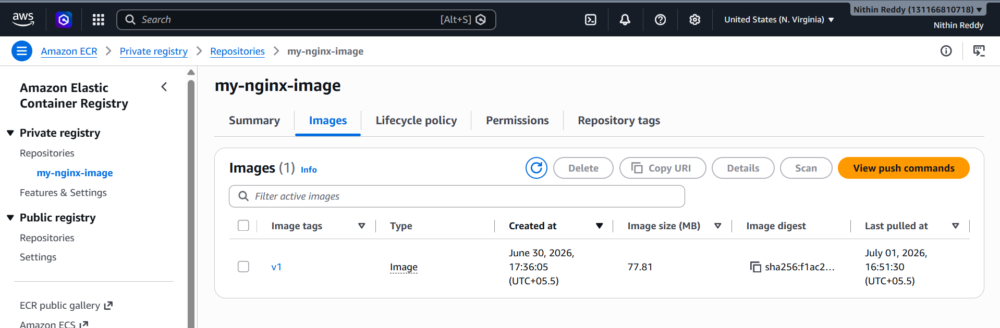 aws
Search
[Alt+S]
United States (N. Virginia)
Nithin Reddy (131166810718)
Nithin Reddy
Amazon ECR
Private registry
Repositories
my-nginx-image
Amazon Elastic
Container Registry
Private registry
Repositories
my-nginx-image
Features & Settings
Public registry
Repositories
Settings
ECR public gallery
Amazon ECS
my-nginx-image
Summary
Images
Lifecycle policy
Permissions
Repository tags
Images (1) Info
Delete
Copy URI
Details
Scan
View push commands
Filter active images
Image tags
Type
Created at
Image size (MB)
Image digest
Last pulled at
v1
Image
June 30, 2026,
17:36:05
(UTC+05.5)
77.81
sha256:f1ac2...
July 01, 2026,
16:51:30
(UTC+05.5)